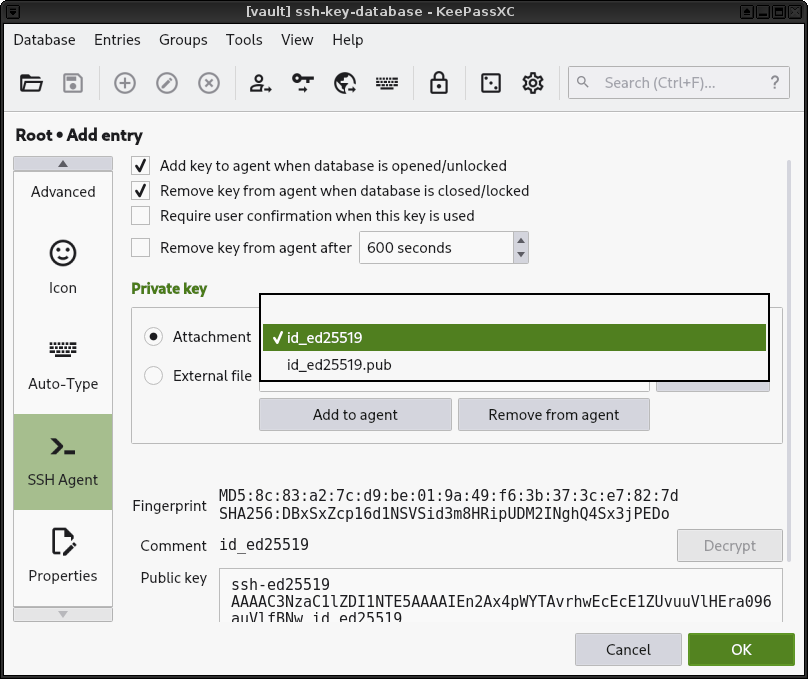 [vault] ssh-key-database - KeePassXC
Database Entries Groups Tools View Help
Search (Ctrl+F)... ?
Root • Add entry
Advanced
Icon
Auto-Type
SSH Agent
Properties
Add key to agent when database is opened/unlocked
Remove key from agent when database is closed/locked
Require user confirmation when this key is used
Remove key from agent after 600 seconds
Private key
Attachment
id_ed25519
id_ed25519.pub
External file
Add to agent Remove from agent
Fingerprint
MD5:8c:83:a2:7c:d9:be:01:9a:49:f6:3b:37:3c:e7:82:7d
SHA256:DBxSxZcp16d1NSVSid3m8HRipUDM2INghQ4Sx3jPEDo
Comment id_ed25519
Decrypt
Public key
ssh-ed25519
AAAAC3NzaC1lZDI1NTE5AAAAIEn2Ax4pWYTAvrhwEcEcE1ZUvuuVlHEra096
auVlfBNw id_ed25519
Cancel OK